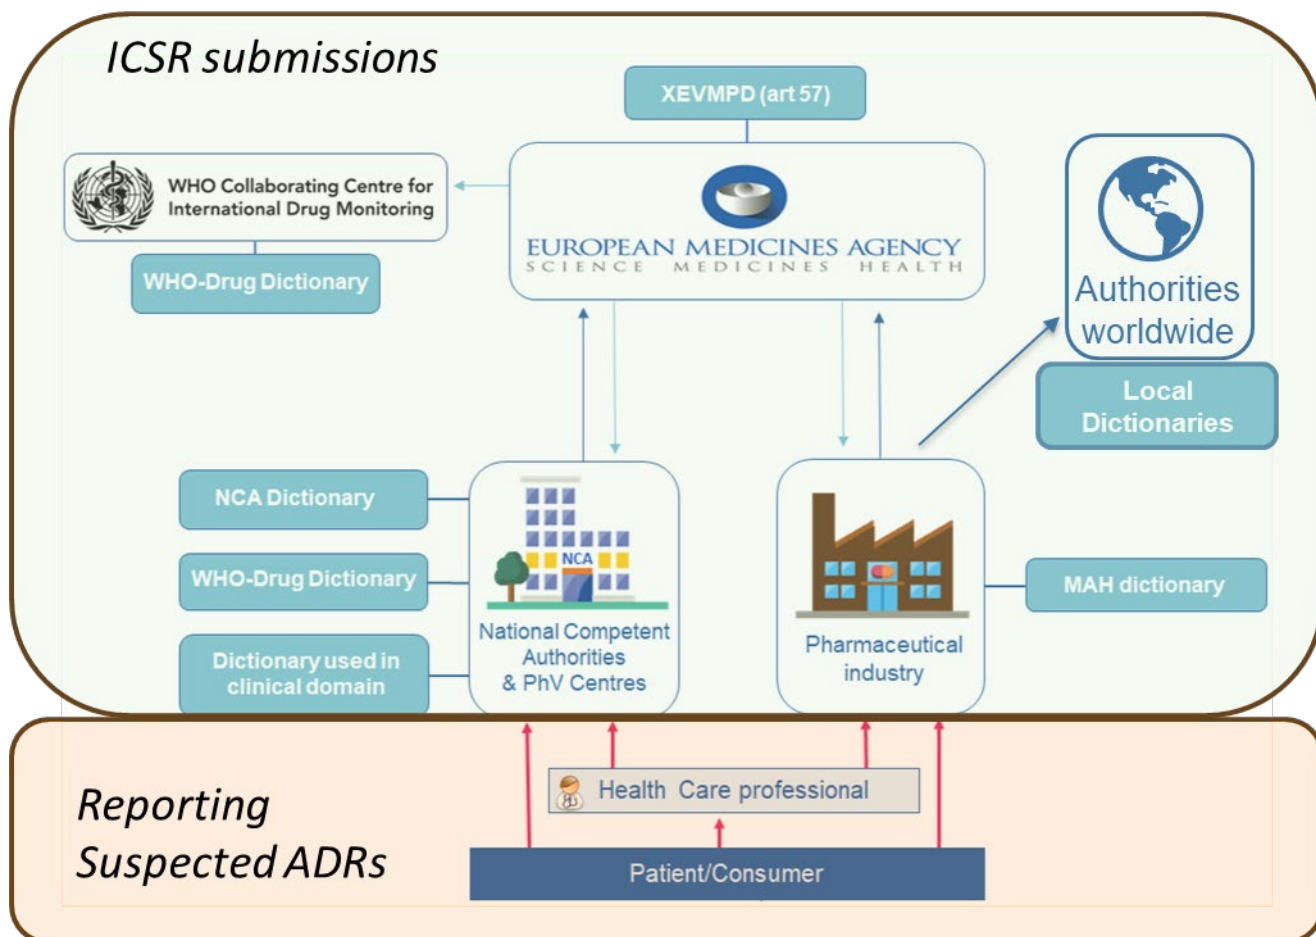 ICSR submissions
XEVMPD (art 57)
WHO Collaborating Centre for
International Drug Monitoring
WHO-Drug Dictionary
EUROPEAN MEDICINES AGENCY
SCIENCE MEDICINES HEALTH
Authorities
worldwide
Local
Dictionaries
NCA Dictionary
WHO-Drug Dictionary
Dictionary used in
clinical domain
NCA
National Competent
Authorities
& PhV Centres
Pharmaceutical
industry
MAH dictionary
Reporting
Suspected ADRs
Health Care professional
Patient/Consumer